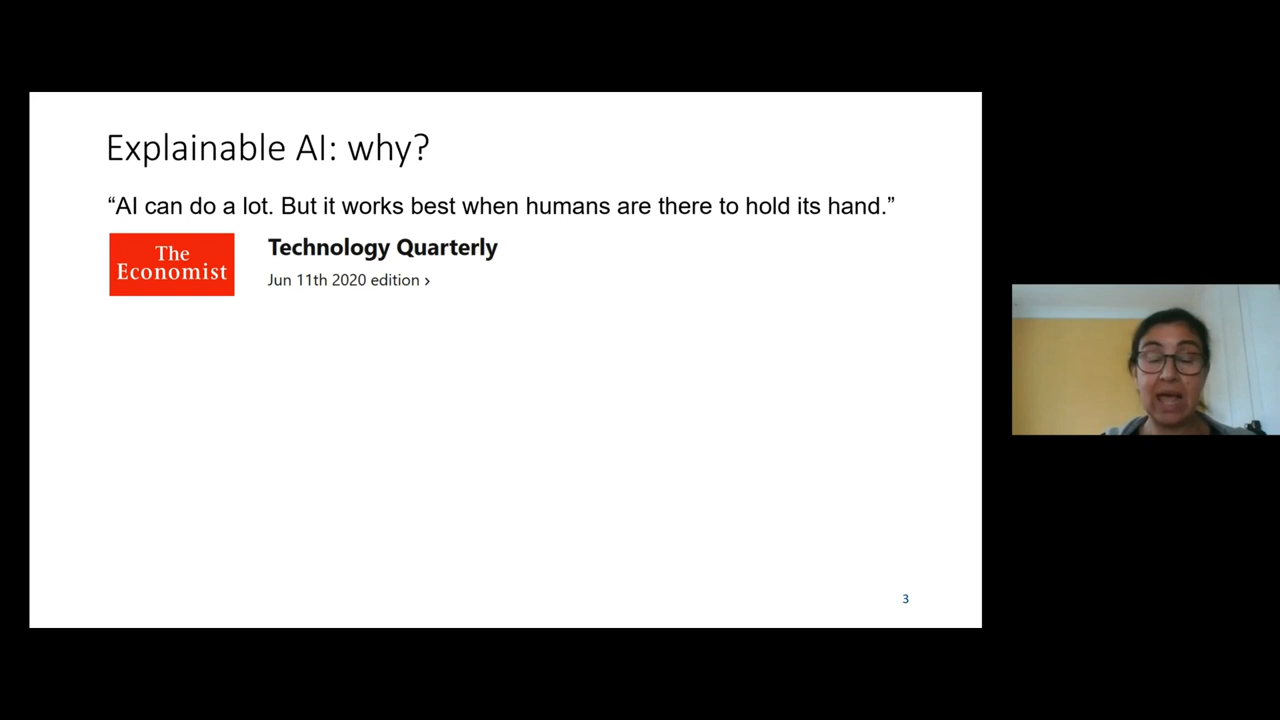 Explainable AI: why?
“AI can do a lot. But it works best when humans are there to hold its hand.”
The
Economist
Technology Quarterly
Jun 11th 2020 edition ›
3